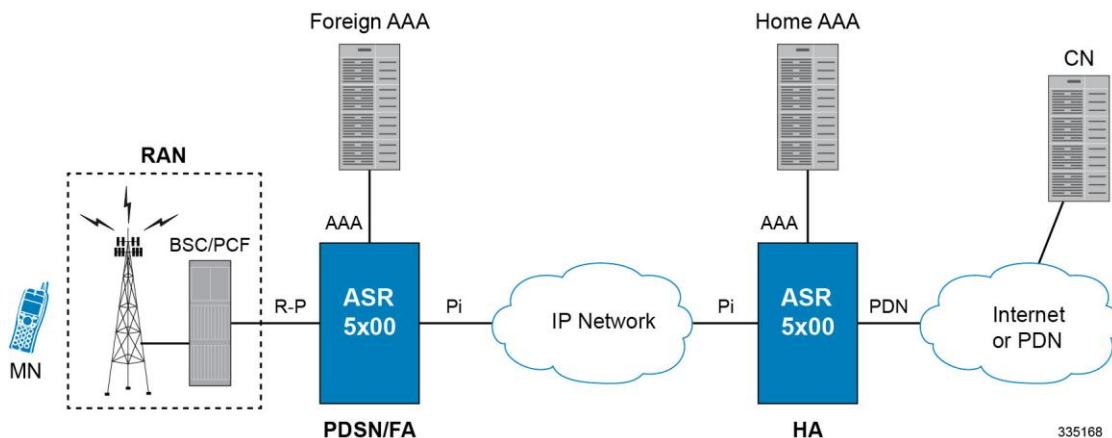 Foreign AAA
Home AAA
CN
RAN
BSC/PCF
AAA
AAA
MN
R-P
ASR
5x00
Pi
IP Network
Pi
ASR
5x00
PDN
Internet
or PDN
PDSN/FA
HA
335168